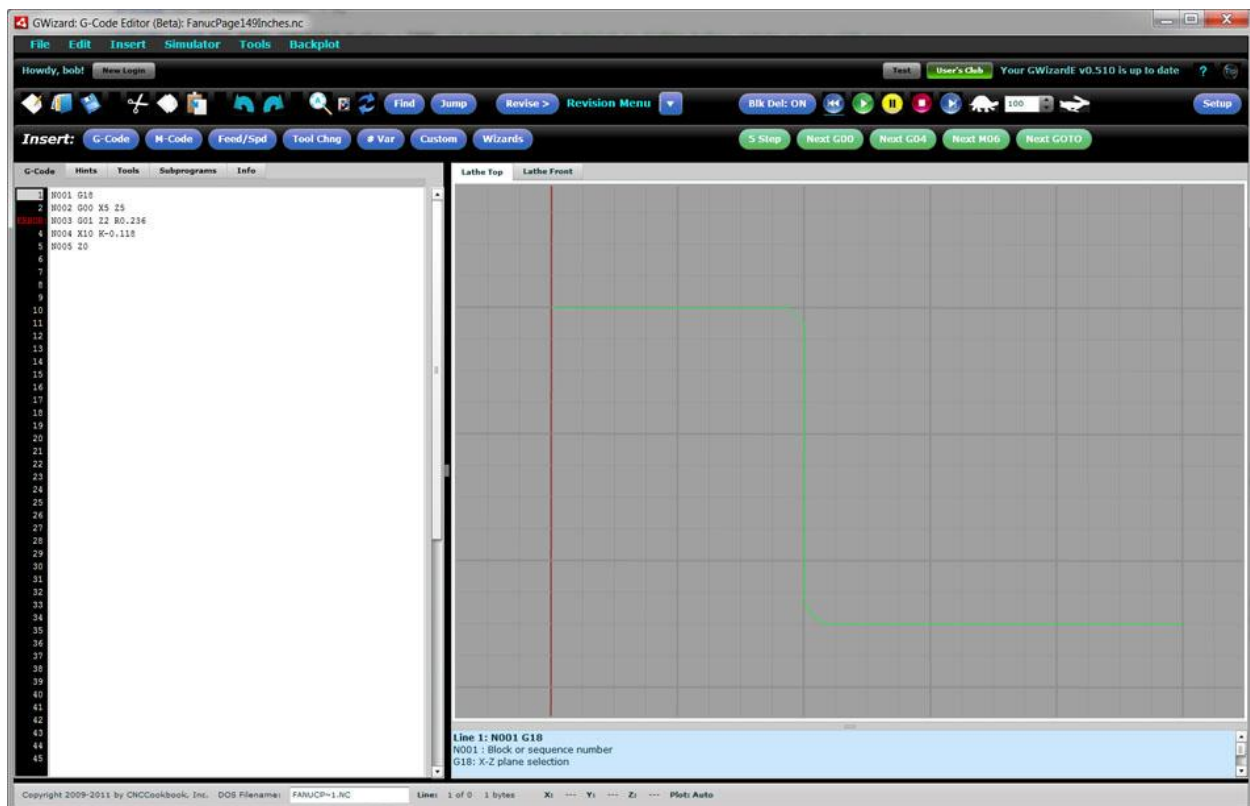 GWizard: G-Code Editor (Beta): FanucPage149Inches.nc
File Edit Insert Simulator Tools Backplot
Howdy, bob! New Login Test User's Club Your GWizardE v0.510 is up to date ?
Find Jump Revise > Revision Menu Blk Del: ON 100 Setup
Insert: G-Code M-Code Feed/Spd Tool Chng # Var Custom Wizards S Step Next G00 Next G04 Next M06 Next GOTO
G-Code Hints Tools Subprograms Info Lathe Top Lathe Front
1 N001 G18
2 N002 G00 X5 Z5
ERROR N003 G01 Z2 R0.236
4 N004 X10 K-0.118
5 N005 Z0
6
7
8
9
10
11
12
13
14
15
16
17
18
19
20
21
22
23
24
25
26
27
28
29
30
31
32
33
34
35
36
37
38
39
40
41
42
43
44
45
Line 1: N001 G18
N001 : Block or sequence number
G18: X-Z plane selection
Copyright 2009-2011 by CNCCookbook, Inc. DOS Filename: FANUCP~1.NC Line: 1 of 0 1 bytes X: --- Y: --- Z: --- Plot: Auto